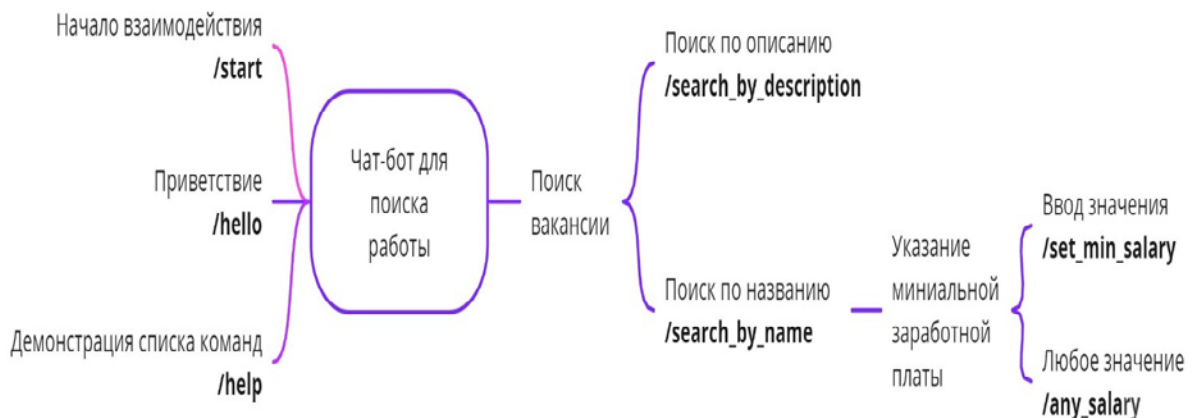 Начало взаимодействия
/start
Приветствие
/hello
Демонстрация списка команд
/help
Чат-бот для
поиска
работы
Поиск
вакансии
Поиск по описанию
/search_by_description
Поиск по названию
/search_by_name
Указание
миниальной
заработной
платы
Ввод значения
/set_min_salary
Любое значение
/any_salary